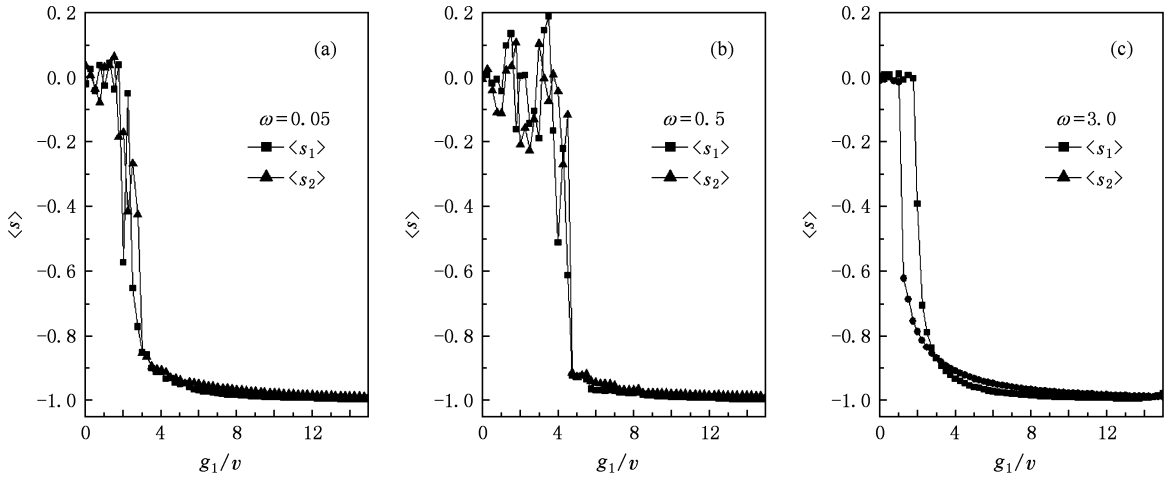 0.2
0.0
−0.2
−0.4
−0.6
−0.8
−1.0
⟨s⟩
(a)
ω=0.05
⟨s₁⟩
⟨s₂⟩
0 4 8 12
g₁/v
0.2
0.0
−0.2
−0.4
−0.6
−0.8
−1.0
⟨s⟩
(b)
ω=0.5
⟨s₁⟩
⟨s₂⟩
0 4 8 12
g₁/v
0.2
0.0
−0.2
−0.4
−0.6
−0.8
−1.0
⟨s⟩
(c)
ω=3.0
⟨s₁⟩
⟨s₂⟩
0 4 8 12
g₁/v